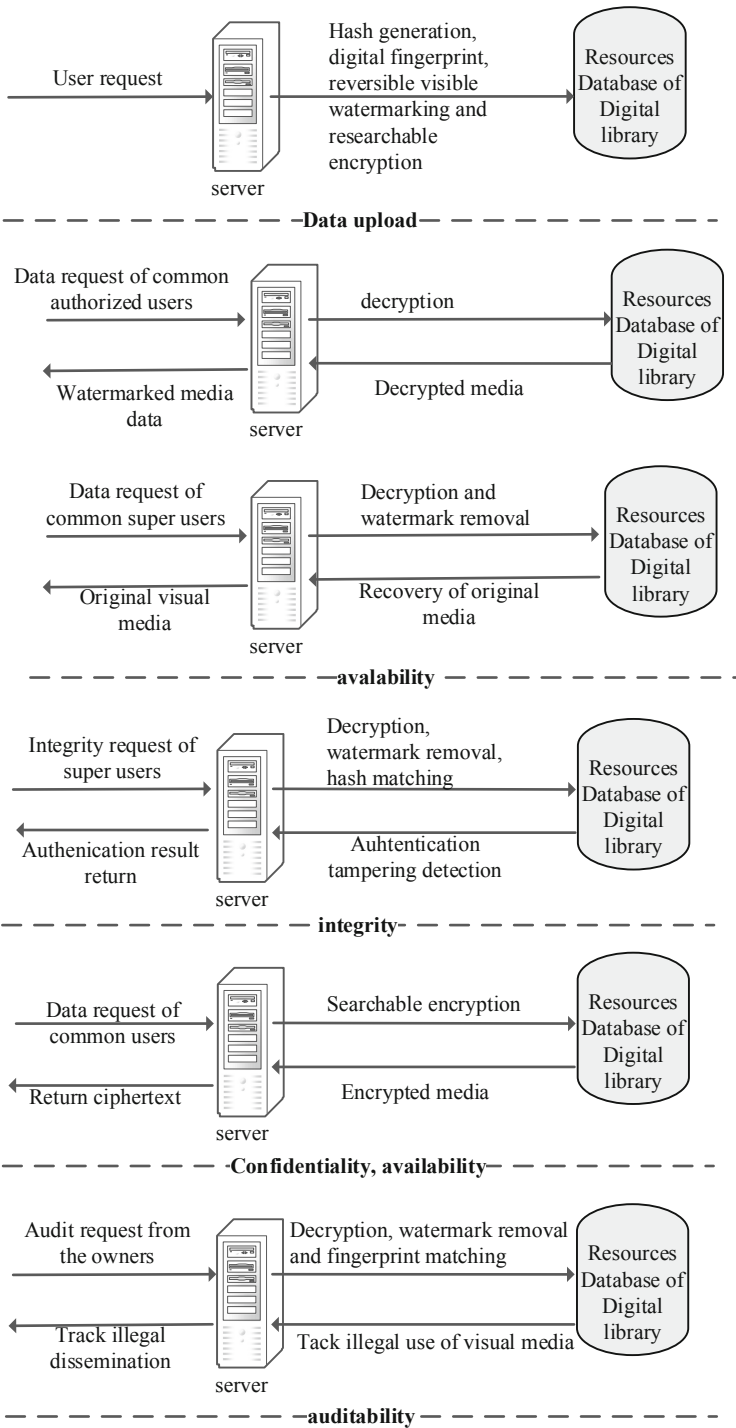 User request
server
Hash generation,
digital fingerprint,
reversible visible
watermarking and
researchable
encryption
Resources
Database of
Digital
library
Data upload
Data request of common
authorized users
Watermarked media
data
server
decryption
Decrypted media
Resources
Database of
Digital
library
Data request of
common super users
Original visual
media
server
Decryption and
watermark removal
Recovery of original
media
Resources
Database of
Digital
library
avalability
Integrity request of
super users
Authenication result
return
server
Decryption,
watermark removal,
hash matching
Auhtentication
tampering detection
Resources
Database of
Digital
library
integrity
Data request of
common users
Return ciphertext
server
Searchable encryption
Encrypted media
Resources
Database of
Digital
library
Confidentiality, availability
Audit request from
the owners
Track illegal
dissemination
server
Decryption, watermark removal
and fingerprint matching
Tack illegal use of visual media
Resources
Database of
Digital
library
auditability